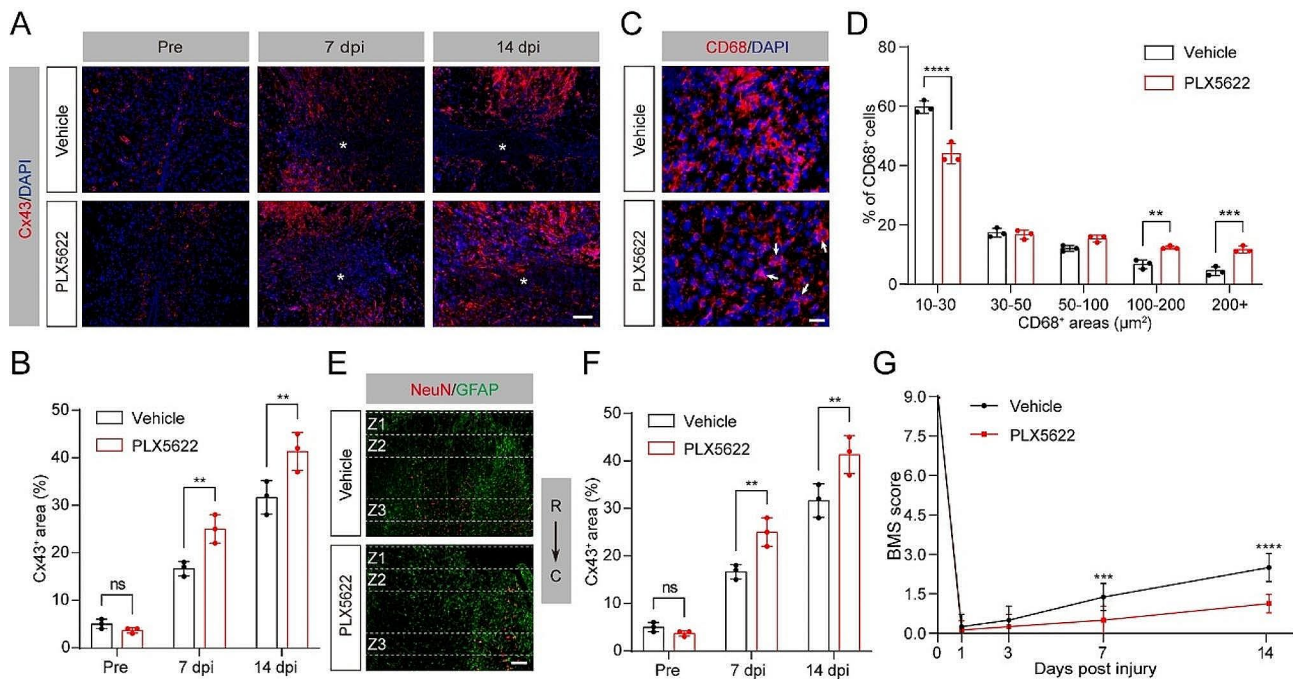 A
Pre
7 dpi
14 dpi
Cx43/DAPI
Vehicle
*
*
PLX5622
*
*
C
CD68/DAPI
Vehicle
PLX5622
D
Vehicle
PLX5622
% of CD68⁺ cells
80
60
40
20
0
****
**
***
10-30
30-50
50-100
100-200
200+
CD68⁺ areas (µm²)
B
Vehicle
PLX5622
Cx43⁺ area (%)
50
40
30
20
10
0
ns
**
**
Pre
7 dpi
14 dpi
E
NeuN/GFAP
Vehicle
Z1
Z2
Z3
PLX5622
Z1
Z2
Z3
R
C
F
Vehicle
PLX5622
Cx43⁺ area (%)
50
40
30
20
10
0
ns
**
**
Pre
7 dpi
14 dpi
G
Vehicle
PLX5622
BMS score
9.0
7.5
6.0
4.5
3.0
1.5
0.0
***
****
0
1
3
7
14
Days post injury